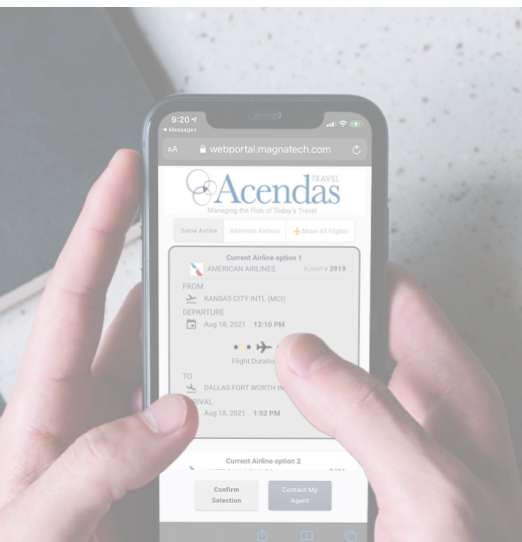 9:20
Messages
AA webportal.magnatech.com
Acendas
TRAVEL
Managing the Risk of Today's Travel
Same Airline Alternate Airlines Show All Flights
Current Airline option 1
AMERICAN AIRLINES FLIGHT# 3919
FROM
KANSAS CITY INTL (MCI)
DEPARTURE
Aug 18, 2021 12:10 PM
Flight
TO
DALLAS FORT WORTH
Aug 18, 2021 1:52 PM
Current Airline option 2
Confirm Selection
Contact My Agent